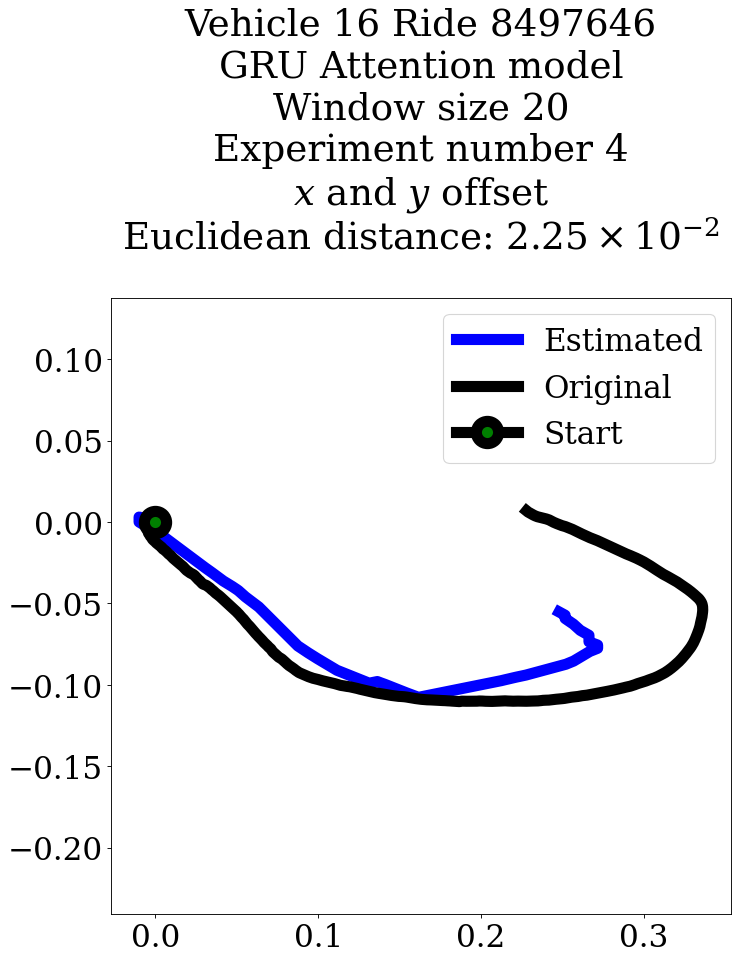 Vehicle 16 Ride 8497646
GRU Attention model
Window size 20
Experiment number 4
x and y offset
Euclidean distance: 2.25 × 10⁻²
Estimated
Original
Start
0.10
0.05
0.00
−0.05
−0.10
−0.15
−0.20
0.0 0.1 0.2 0.3